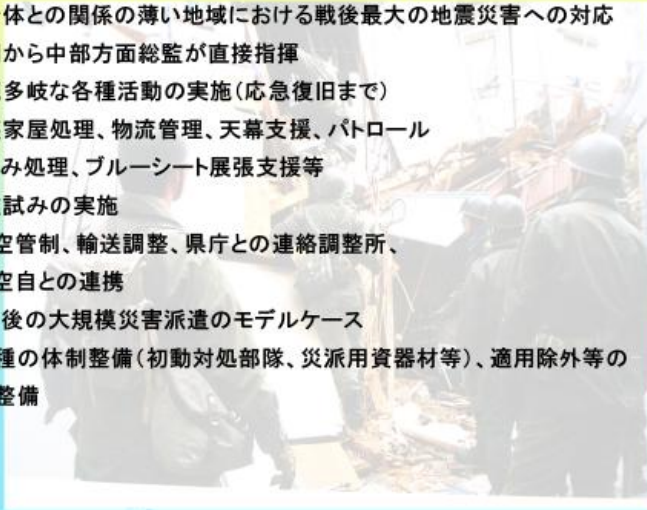 体との関係の薄い地域における戦後最大の地震災害への対応
から中部方面総監が直接指揮
多岐な各種活動の実施(応急復旧まで)
家屋処理、物流管理、天幕支援、パトロール
み処理、ブルーシート展張支援等
試みの実施
空管制、輸送調整、県庁との連絡調整所、
空自との連携
後の大規模災害派遣のモデルケース
種の体制整備(初動対処部隊、災派用資器材等)、適用除外等の
整備